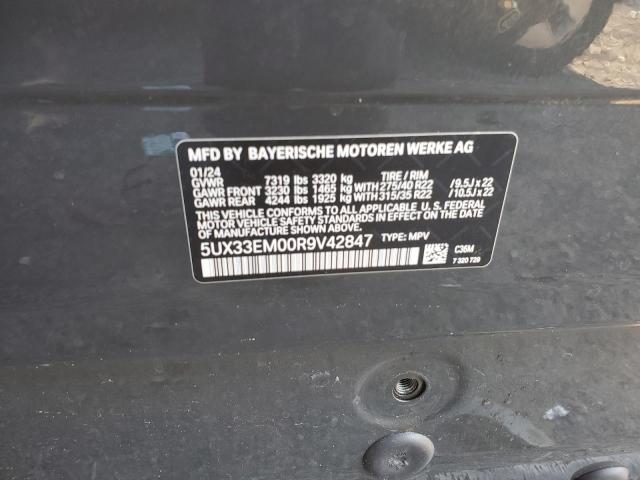 MFD BY BAYERISCHE MOTOREN WERKE AG
01/24 TIRE / RIM
GVWR 7319 lbs 3320 kg
GAWR FRONT 3230 lbs 1465 kg WITH 275/40 R22 / 9.5J x 22
GAWR REAR 4244 lbs 1925 kg WITH 315/35 R22 / 10.5J x 22
THIS VEHICLE CONFORMS TO ALL APPLICABLE U. S. FEDERAL
MOTOR VEHICLE SAFETY STANDARDS IN EFFECT ON THE DATE OF MANUFACTURE SHOWN ABOVE.
5UX33EM00R9V42847 TYPE: MPV
C36M
7 320 729